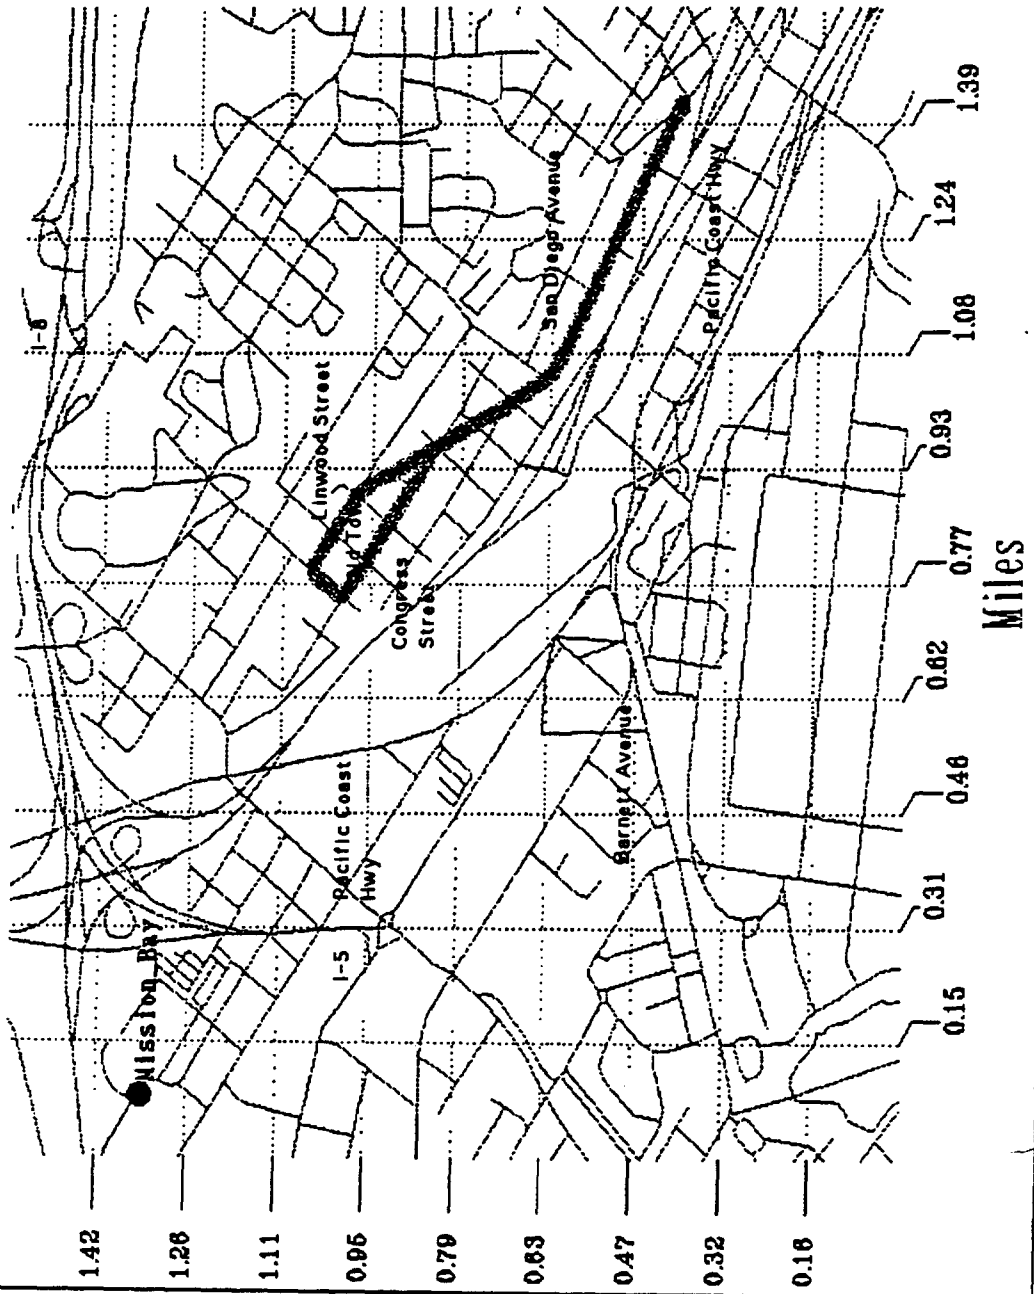 I-8
Mission Bay
Linwood Street
San Diego Avenue
Pacific Coast Hwy
Congress
Street
Pacific Coast
Hwy
I-5
Barnett Avenue
1.42
1.26
1.11
0.95
0.79
0.63
0.47
0.32
0.16
0.15
0.31
0.46
0.62
0.77
0.93
1.08
1.24
1.39
Miles